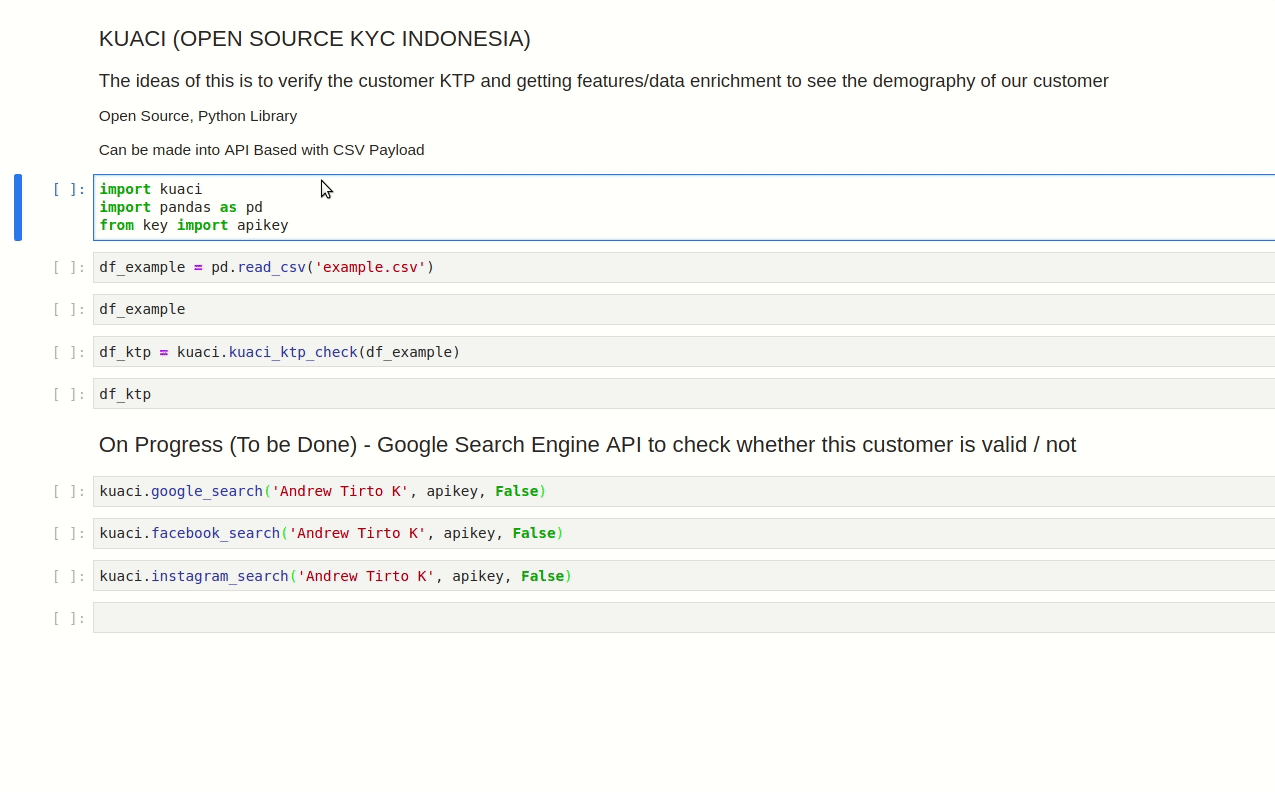 KUACI (OPEN SOURCE KYC INDONESIA)
The ideas of this is to verify the customer KTP and getting features/data enrichment to see the demography of our customer
Open Source, Python Library
Can be made into API Based with CSV Payload
[ ]: import kuaci
import pandas as pd
from key import apikey
[ ]: df_example = pd.read_csv('example.csv')
[ ]: df_example
[ ]: df_ktp = kuaci.kuaci_ktp_check(df_example)
[ ]: df_ktp
On Progress (To be Done) - Google Search Engine API to check whether this customer is valid / not
[ ]: kuaci.google_search('Andrew Tirto K', apikey, False)
[ ]: kuaci.facebook_search('Andrew Tirto K', apikey, False)
[ ]: kuaci.instagram_search('Andrew Tirto K', apikey, False)
[ ]: